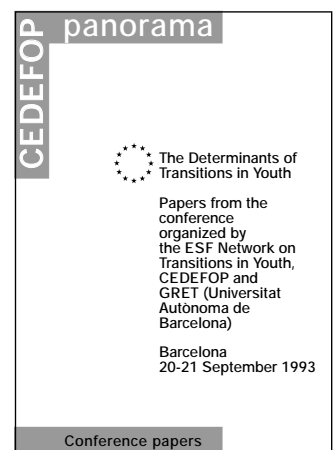 panorama
CEDEFOP
The Determinants of
Transitions in Youth
Papers from the
conference
organized by
the ESF Network on
Transitions in Youth,
CEDEFOP and
GRET (Universitat
Autònoma de
Barcelona)
Barcelona
20-21 September 1993
Conference papers